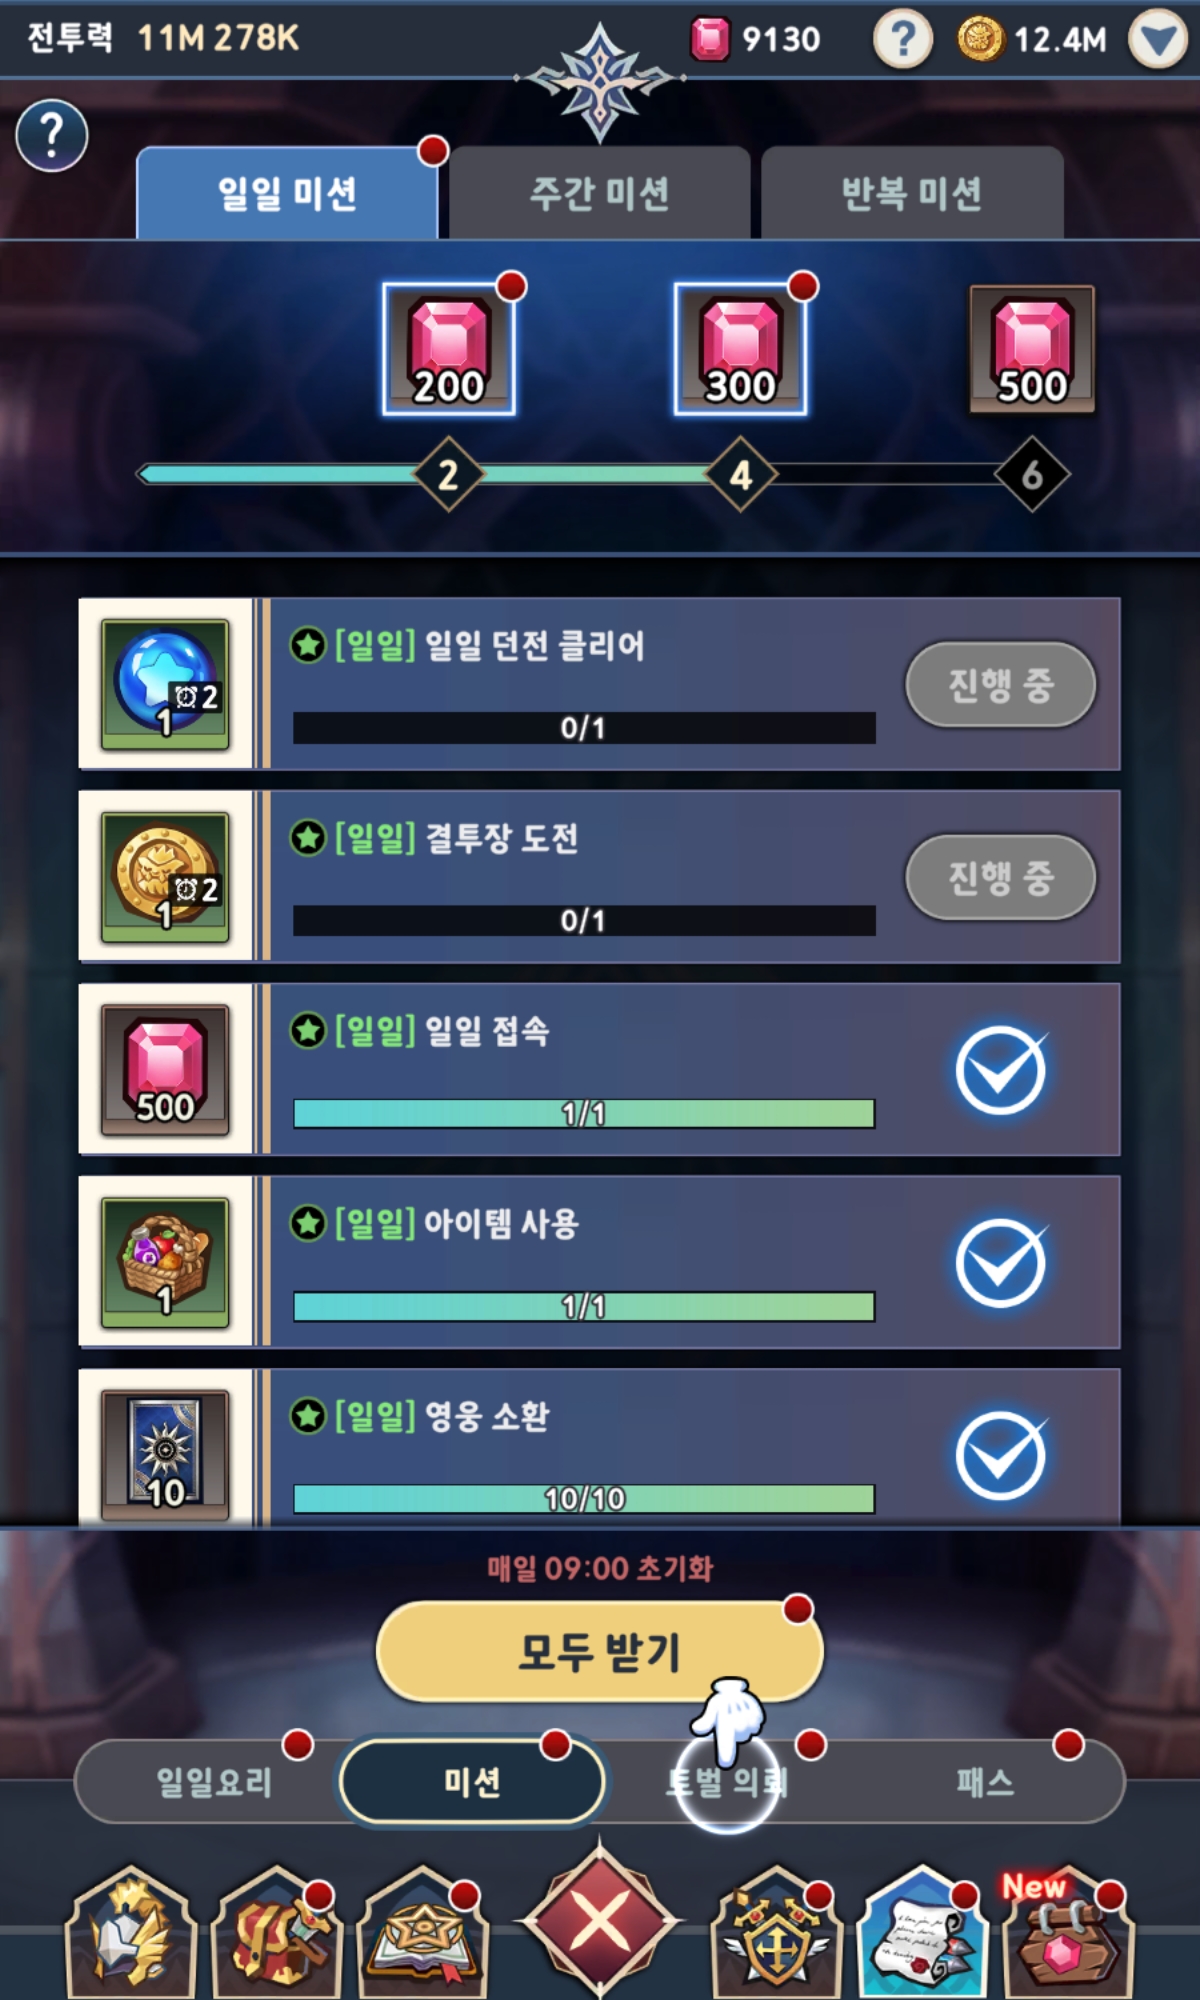 전투력 11M 278K 9130 ? 12.4M
?
일일 미션 주간 미션 반복 미션
200 300 500
2 4 6
[일일] 일일 던전 클리어
2
1
0/1
진행 중
[일일] 결투장 도전
2
1
0/1
진행 중
[일일] 일일 접속
500
1/1
[일일] 아이템 사용
1
1/1
[일일] 영웅 소환
10
10/10
매일 09:00 초기화
모두 받기
일일요리 미션 토벌 의뢰 패스
New